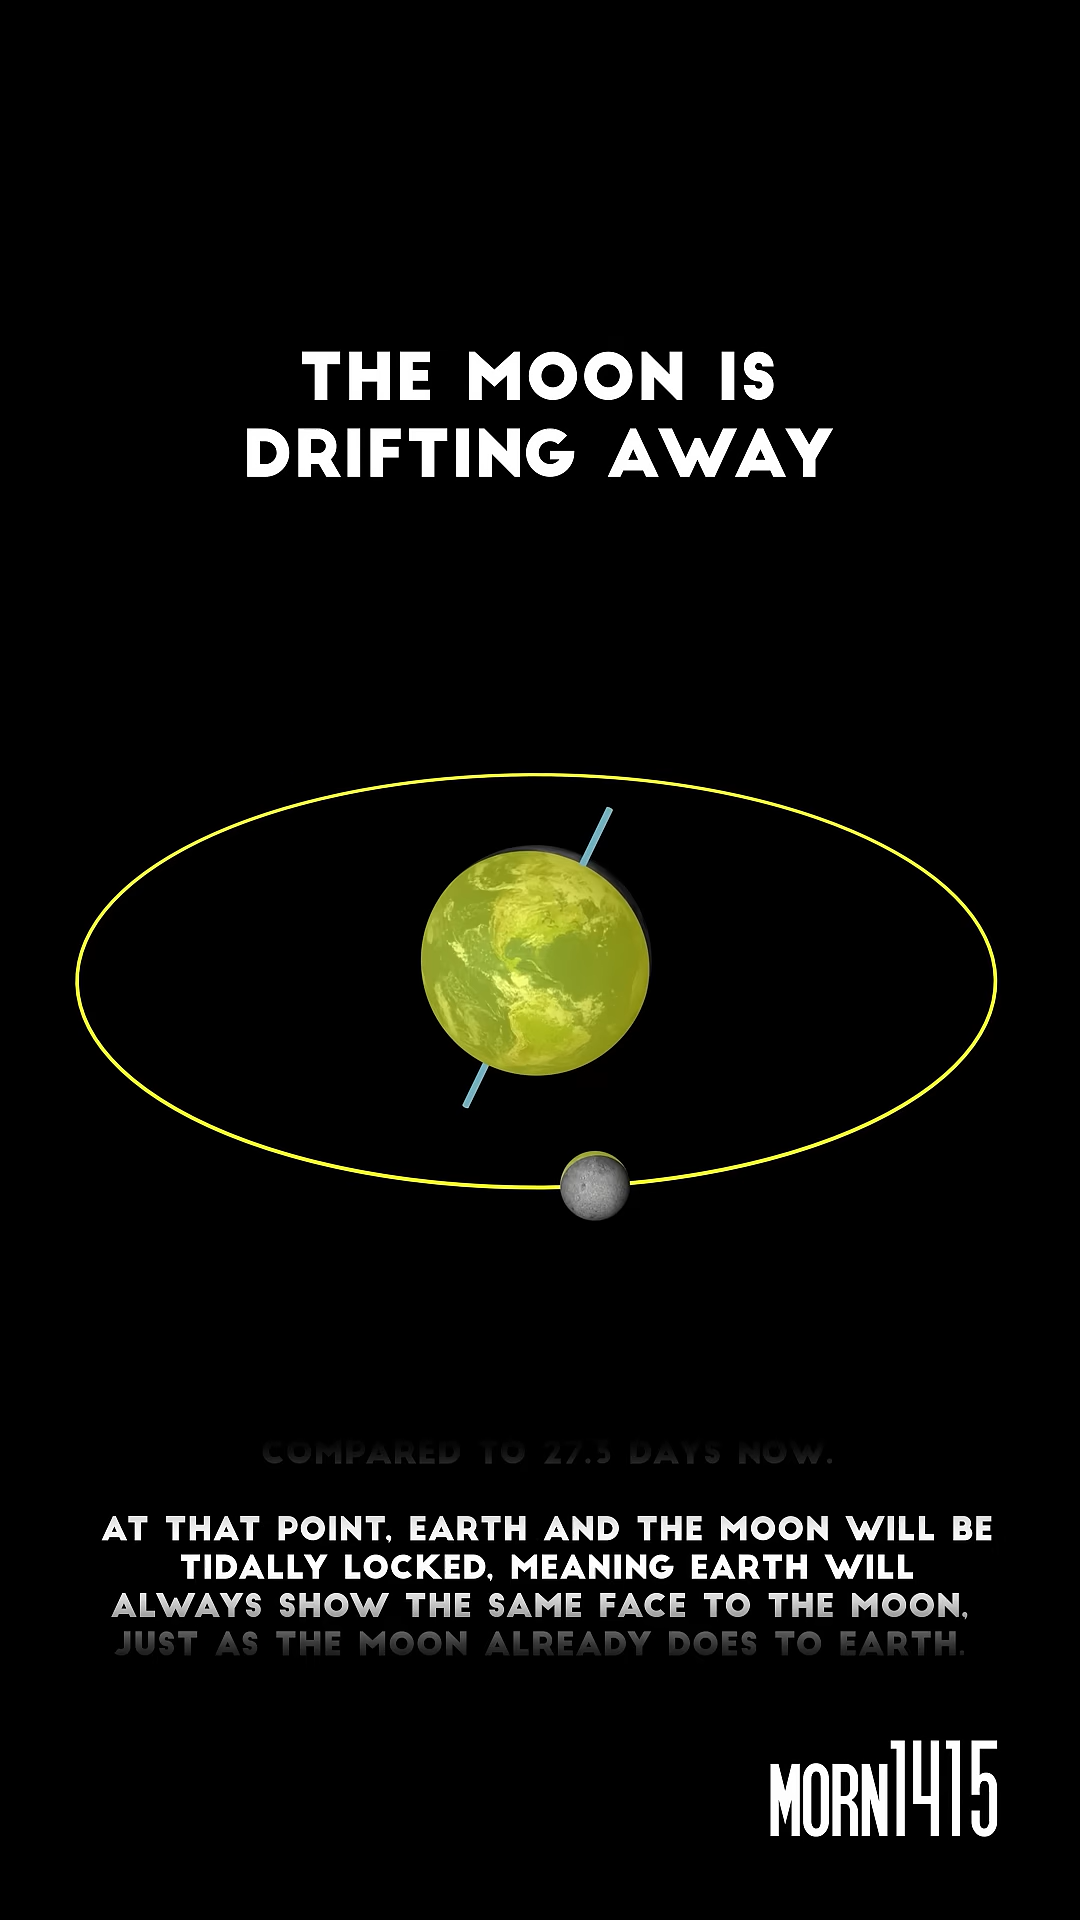 THE MOON IS
DRIFTING AWAY
COMPARED TO 27.3 DAYS NOW.
AT THAT POINT, EARTH AND THE MOON WILL BE
TIDALLY LOCKED, MEANING EARTH WILL
ALWAYS SHOW THE SAME FACE TO THE MOON,
JUST AS THE MOON ALREADY DOES TO EARTH.
MORN1415